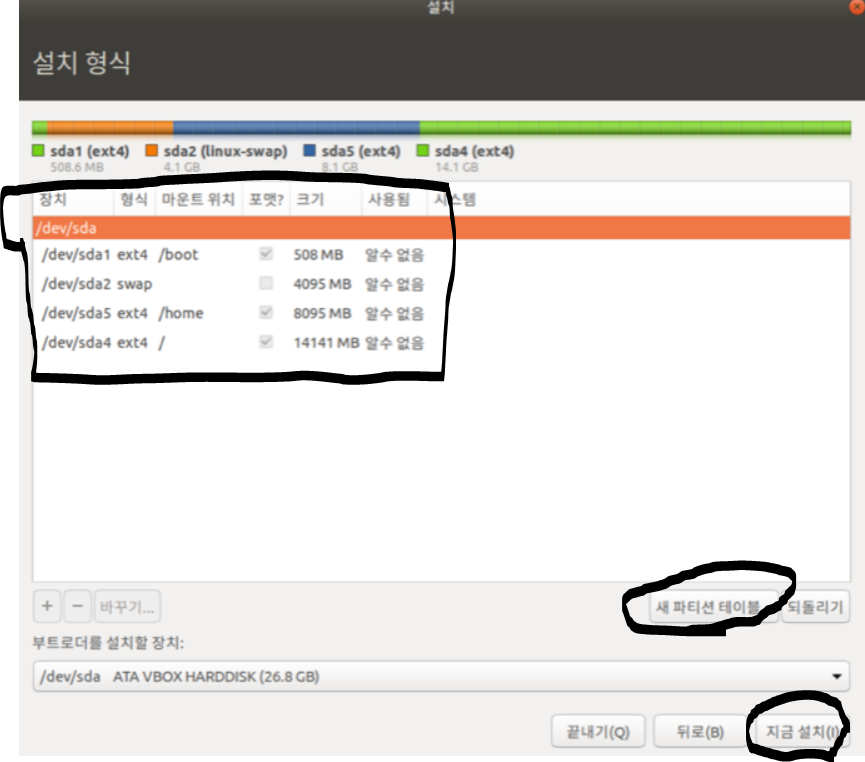 설치
설치 형식
sda1 (ext4) sda2 (linux-swap) sda5 (ext4) sda4 (ext4)
508.6 MB 4.1 GB 8.1 GB 14.1 GB
장치 형식 마운트 위치 포맷? 크기 사용됨 시스템
/dev/sda
/dev/sda1 ext4 /boot 508 MB 알수 없음
/dev/sda2 swap 4095 MB 알수 없음
/dev/sda5 ext4 /home 8095 MB 알수 없음
/dev/sda4 ext4 / 14141 MB 알수 없음
+ − 바꾸기... 새 파티션 테이블... 되돌리기
부트로더를 설치할 장치:
/dev/sda ATA VBOX HARDDISK (26.8 GB)
끝내기(Q) 뒤로(B) 지금 설치(I)